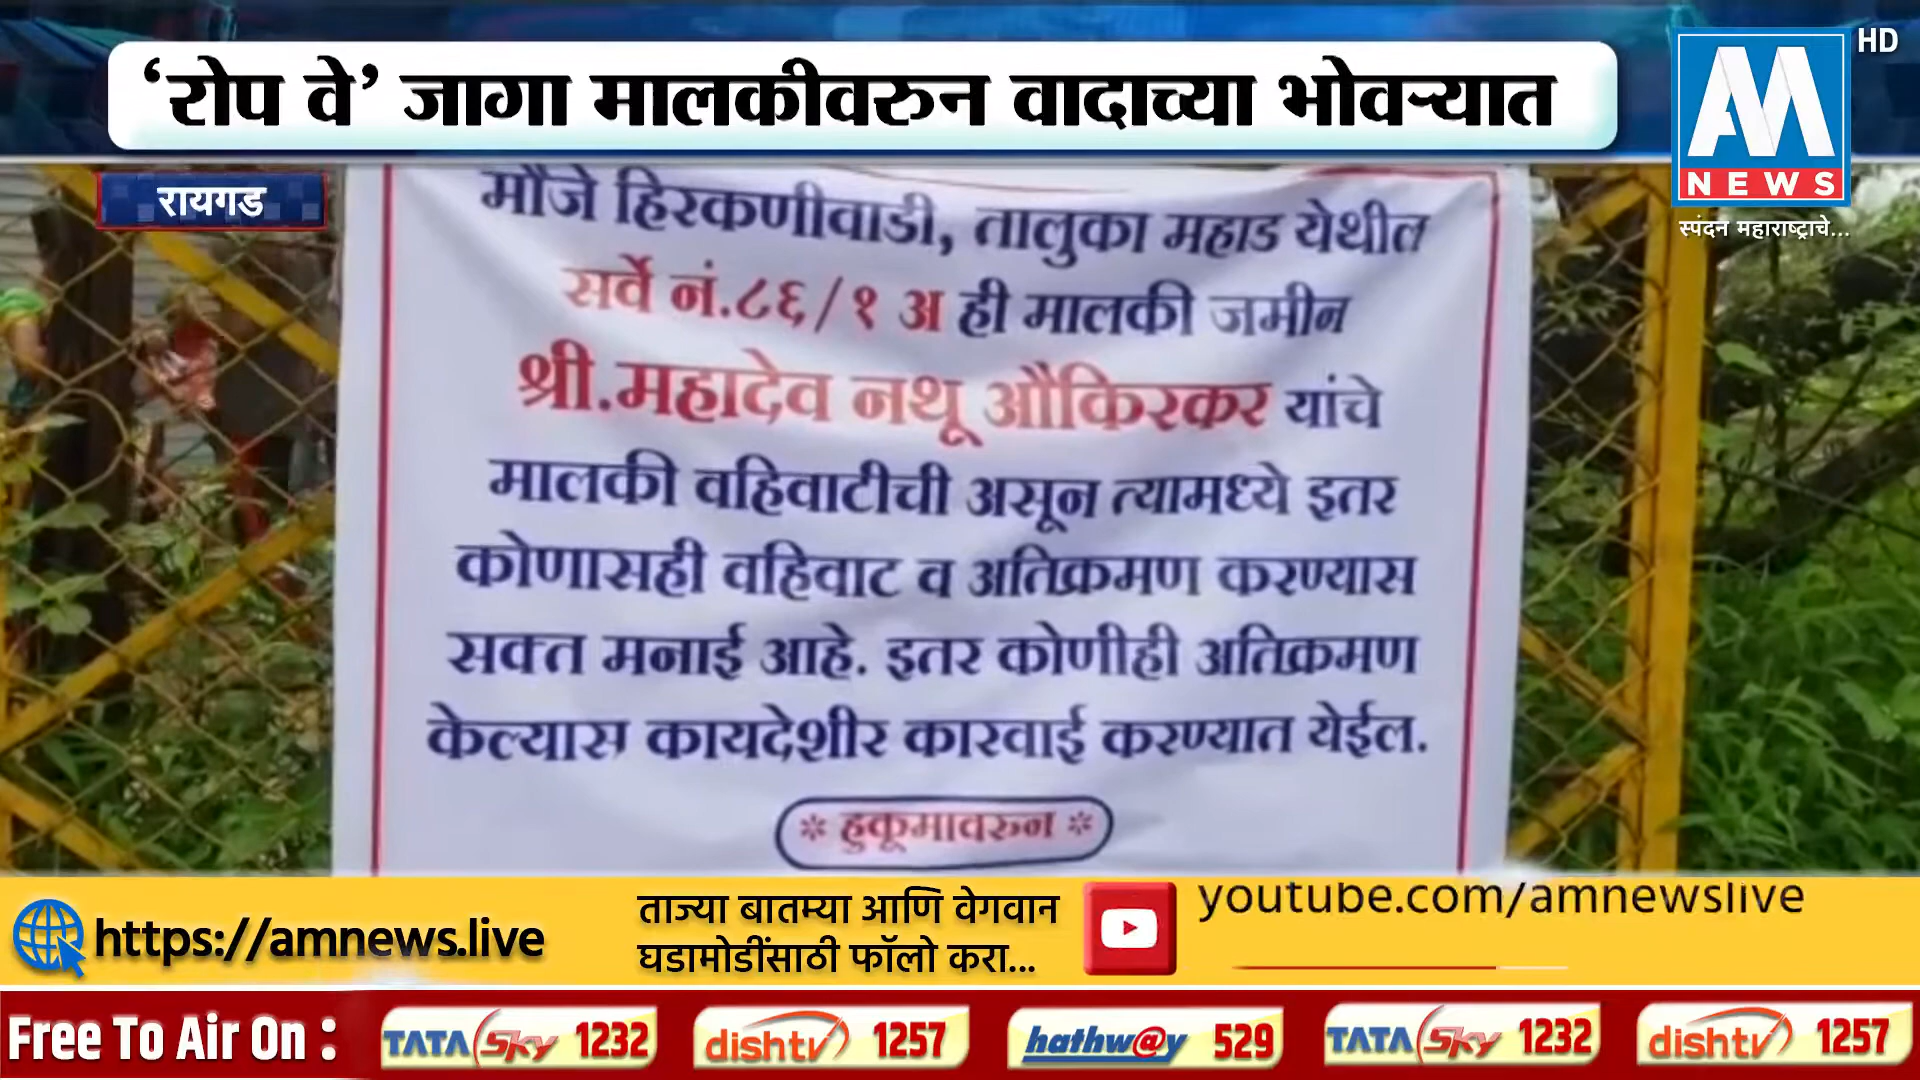 ‘रोप वे’ जागा मालकीवरुन वादाच्या भोवऱ्यात
HD
AM
NEWS
स्पंदन महाराष्ट्राचे...
रायगड
मौजे हिरकणीवाडी, तालुका महाड येथील
सर्वे नं.८६/१ अ ही मालकी जमीन
श्री.महादेव नथू औकिरकर यांचे
मालकी वहिवाटीची असून त्यामध्ये इतर
कोणासही वहिवाट व अतिक्रमण करण्यास
सक्त मनाई आहे. इतर कोणीही अतिक्रमण
केल्यास कायदेशीर कारवाई करण्यात येईल.
* हुकूमावरुन *
https://amnews.live
ताज्या बातम्या आणि वेगवान
घडामोडींसाठी फॉलो करा...
youtube.com/amnewslive
Free To Air On : TATA Sky 1232 dishtv 1257 hathw@y 529 TATA Sky 1232 dishtv 1257